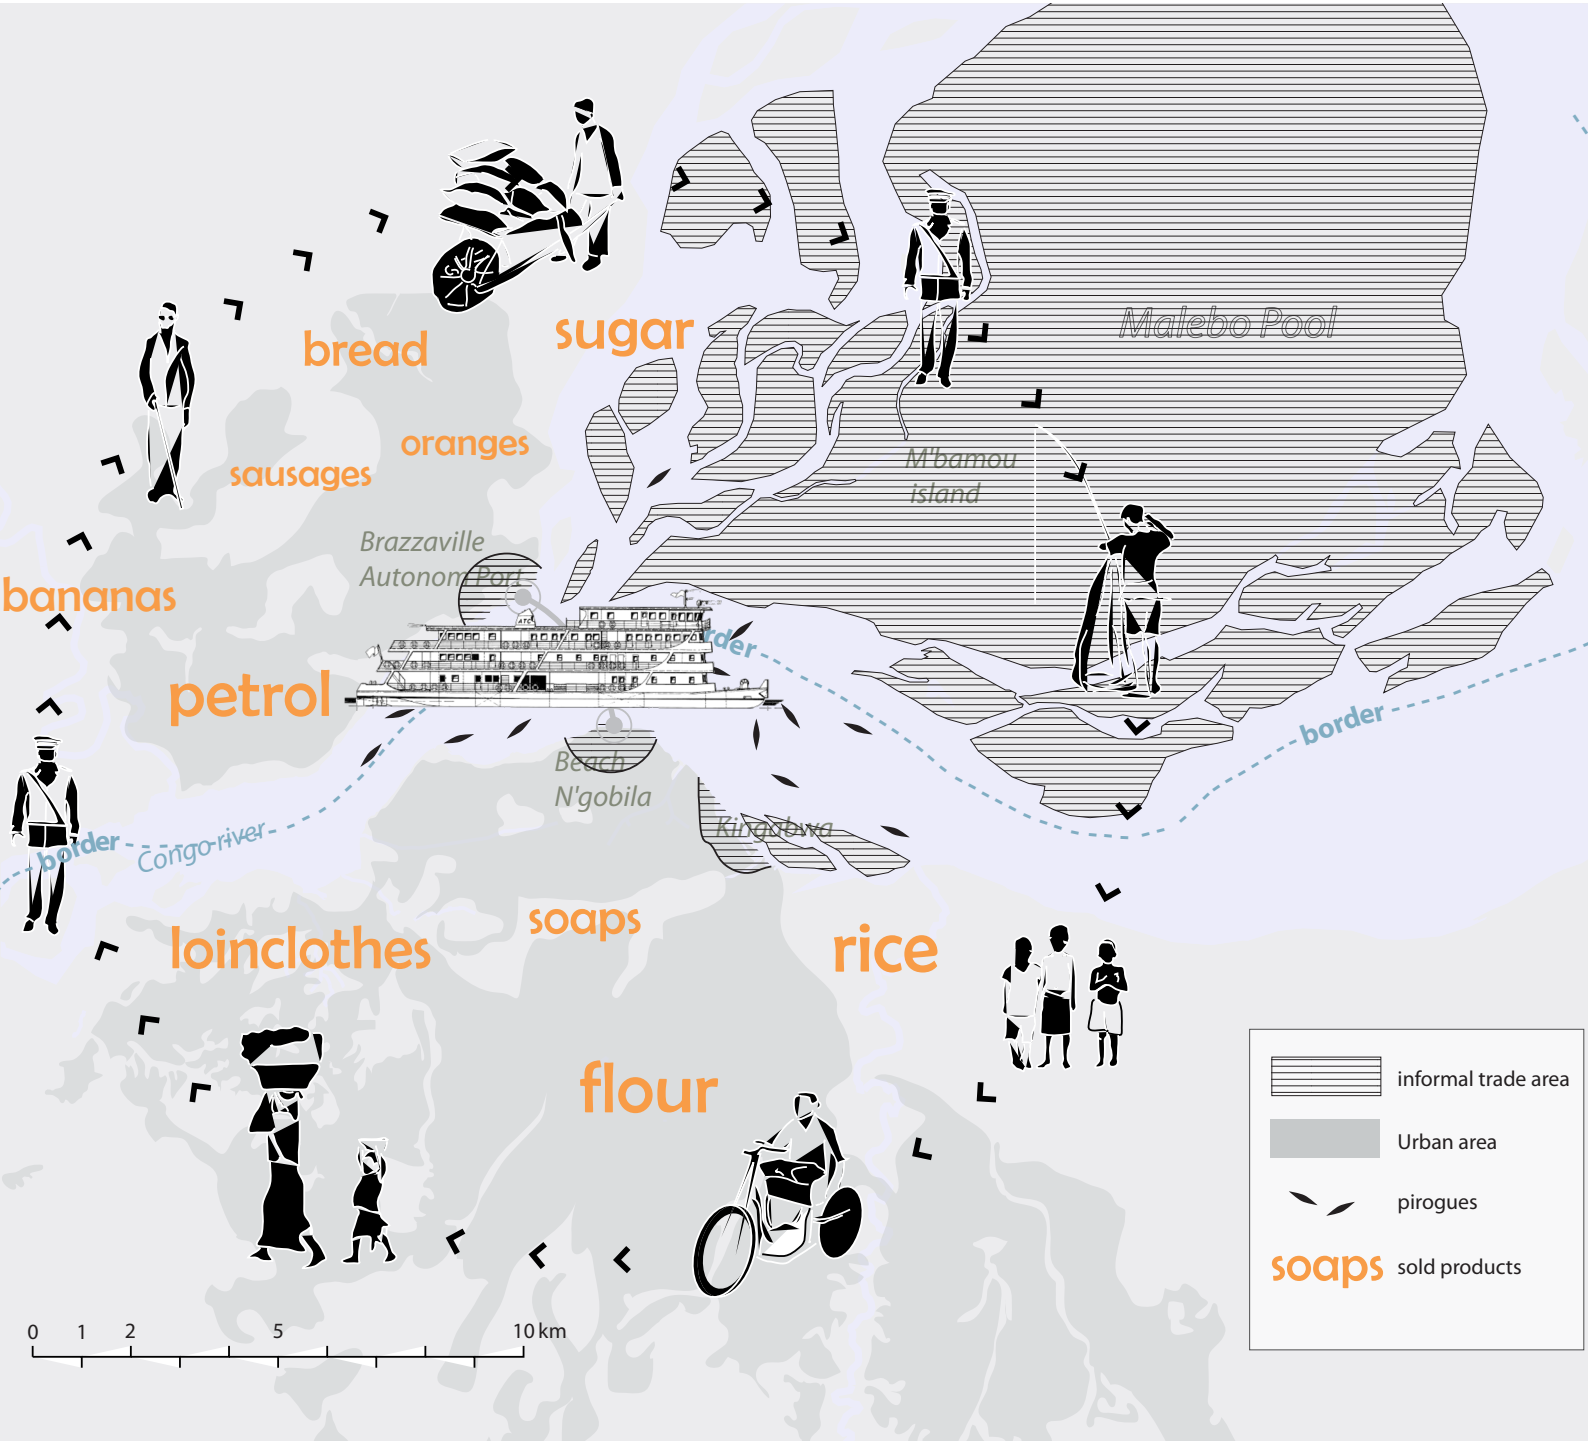 Malebo Pool
sugar
bread
oranges
sausages
M'bamou
island
Brazzaville
Autonom Port
bananas
ATC
border
petrol
border
Beach
N'gobila
Kingabwa
border
Congo river
soaps
loinclothes
rice
flour
informal trade area
Urban area
pirogues
soaps sold products
0 1 2 5 10 km